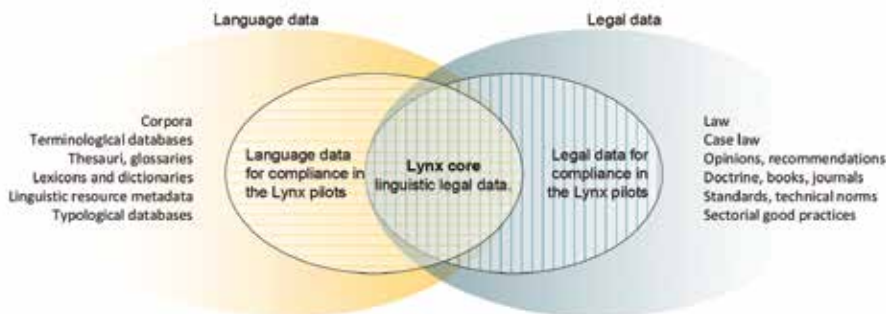 Language data
Legal data
Corpora
Terminological databases
Thesauri, glossaries
Lexicons and dictionaries
Linguistic resource metadata
Typological databases
Language data
for compliance in
the Lynx pilots
Lynx core
linguistic legal data.
Legal data for
compliance in
the Lynx pilots
Law
Case law
Opinions, recommendations
Doctrine, books, journals
Standards, technical norms
Sectorial good practices